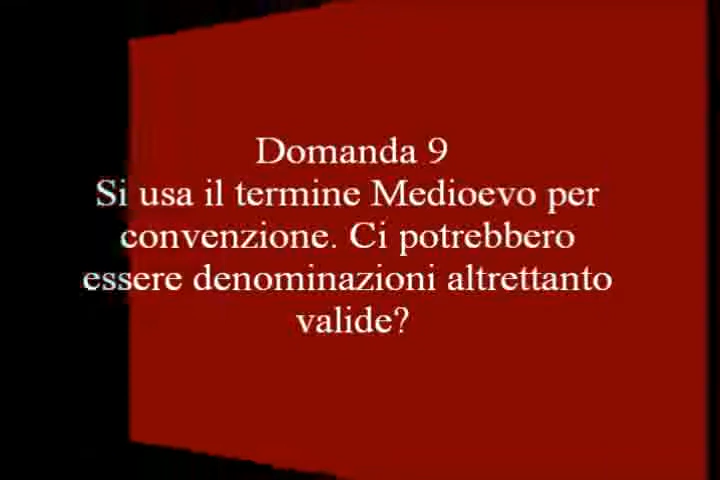 Domanda 9
Si usa il termine Medioevo per
convenzione. Ci potrebbero
essere denominazioni altrettanto
valide?